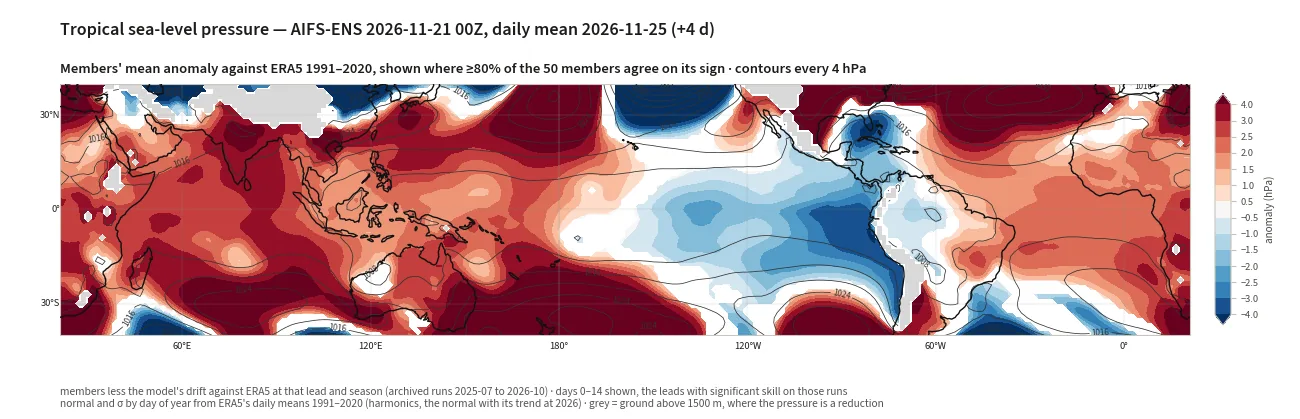 Tropical sea-level pressure — AIFS-ENS 2026-11-21 00Z, daily mean 2026-11-25 (+4 d)
Members' mean anomaly against ERA5 1991–2020, shown where ≥80% of the 50 members agree on its sign · contours every 4 hPa
30°N
0°
30°S
60°E
120°E
180°
120°W
60°W
0°
1016
1016
1016
1016
1016
1016
1016
1016
1024
1008
4.0
3.0
2.5
2.0
1.5
1.0
0.5
−0.5
−1.0
−1.5
−2.0
−2.5
−3.0
−4.0
anomaly (hPa)
members less the model's drift against ERA5 at that lead and season (archived runs 2025-07 to 2026-10) · days 0–14 shown, the leads with significant skill on those runs
normal and σ by day of year from ERA5's daily means 1991–2020 (harmonics, the normal with its trend at 2026) · grey = ground above 1500 m, where the pressure is a reduction